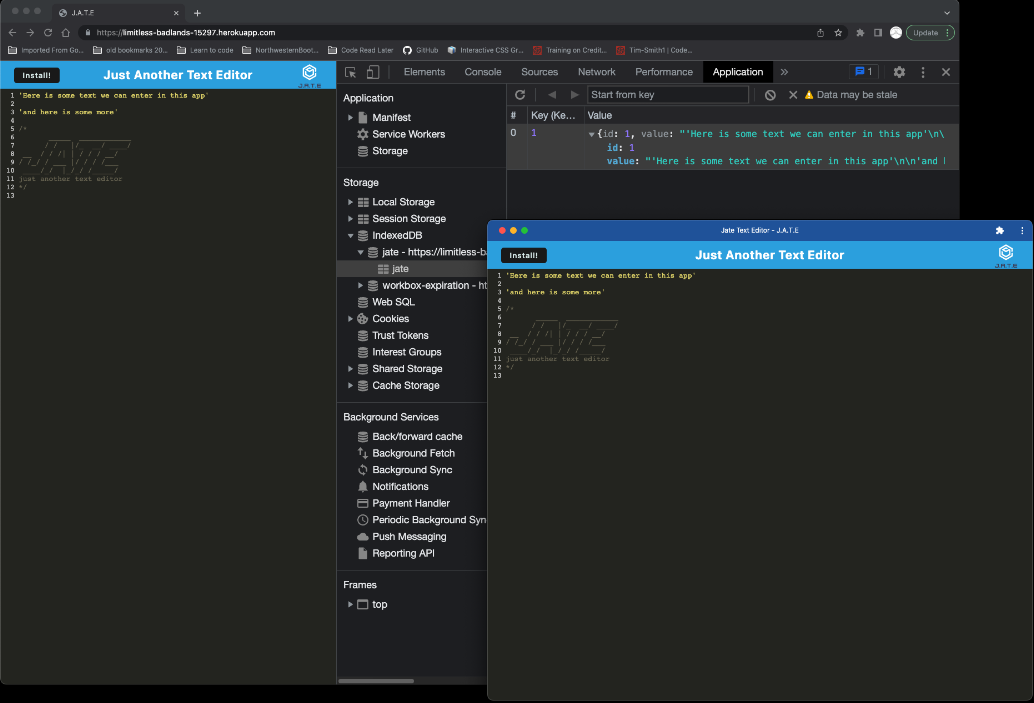 J.A.T.E
https://limitless-badlands-15297.herokuapp.com
Update
Imported From Go...
old bookmarks 20...
Learn to code
NorthwesternBoot...
Code Read Later
GitHub
Interactive CSS Gr...
Training on Credit...
Tim-Smith1 | Code...
Install!
Just Another Text Editor
J.A.T.E
1 'Here is some text we can enter in this app'
2
3 'and here is some more'
4
5 /*
6
7
8
9
10
11 just another text editor
12 */
13
Elements
Console
Sources
Network
Performance
Application
1
Application
Manifest
Service Workers
Storage
Storage
Local Storage
Session Storage
IndexedDB
jate - https://limitless-b
jate
workbox-expiration - ht
Web SQL
Cookies
Trust Tokens
Interest Groups
Shared Storage
Cache Storage
Background Services
Back/forward cache
Background Fetch
Background Sync
Notifications
Payment Handler
Periodic Background Syn
Push Messaging
Reporting API
Frames
top
Start from key
Data may be stale
# Key (Ke... Value
0 1 {id: 1, value: "'Here is some text we can enter in this app'\n\
id: 1
value: "'Here is some text we can enter in this app'\n\n'and h
Jate Text Editor - J.A.T.E
Install!
Just Another Text Editor
J.A.T.E
1 'Here is some text we can enter in this app'
2
3 'and here is some more'
4
5 /*
6
7
8
9
10
11 just another text editor
12 */
13